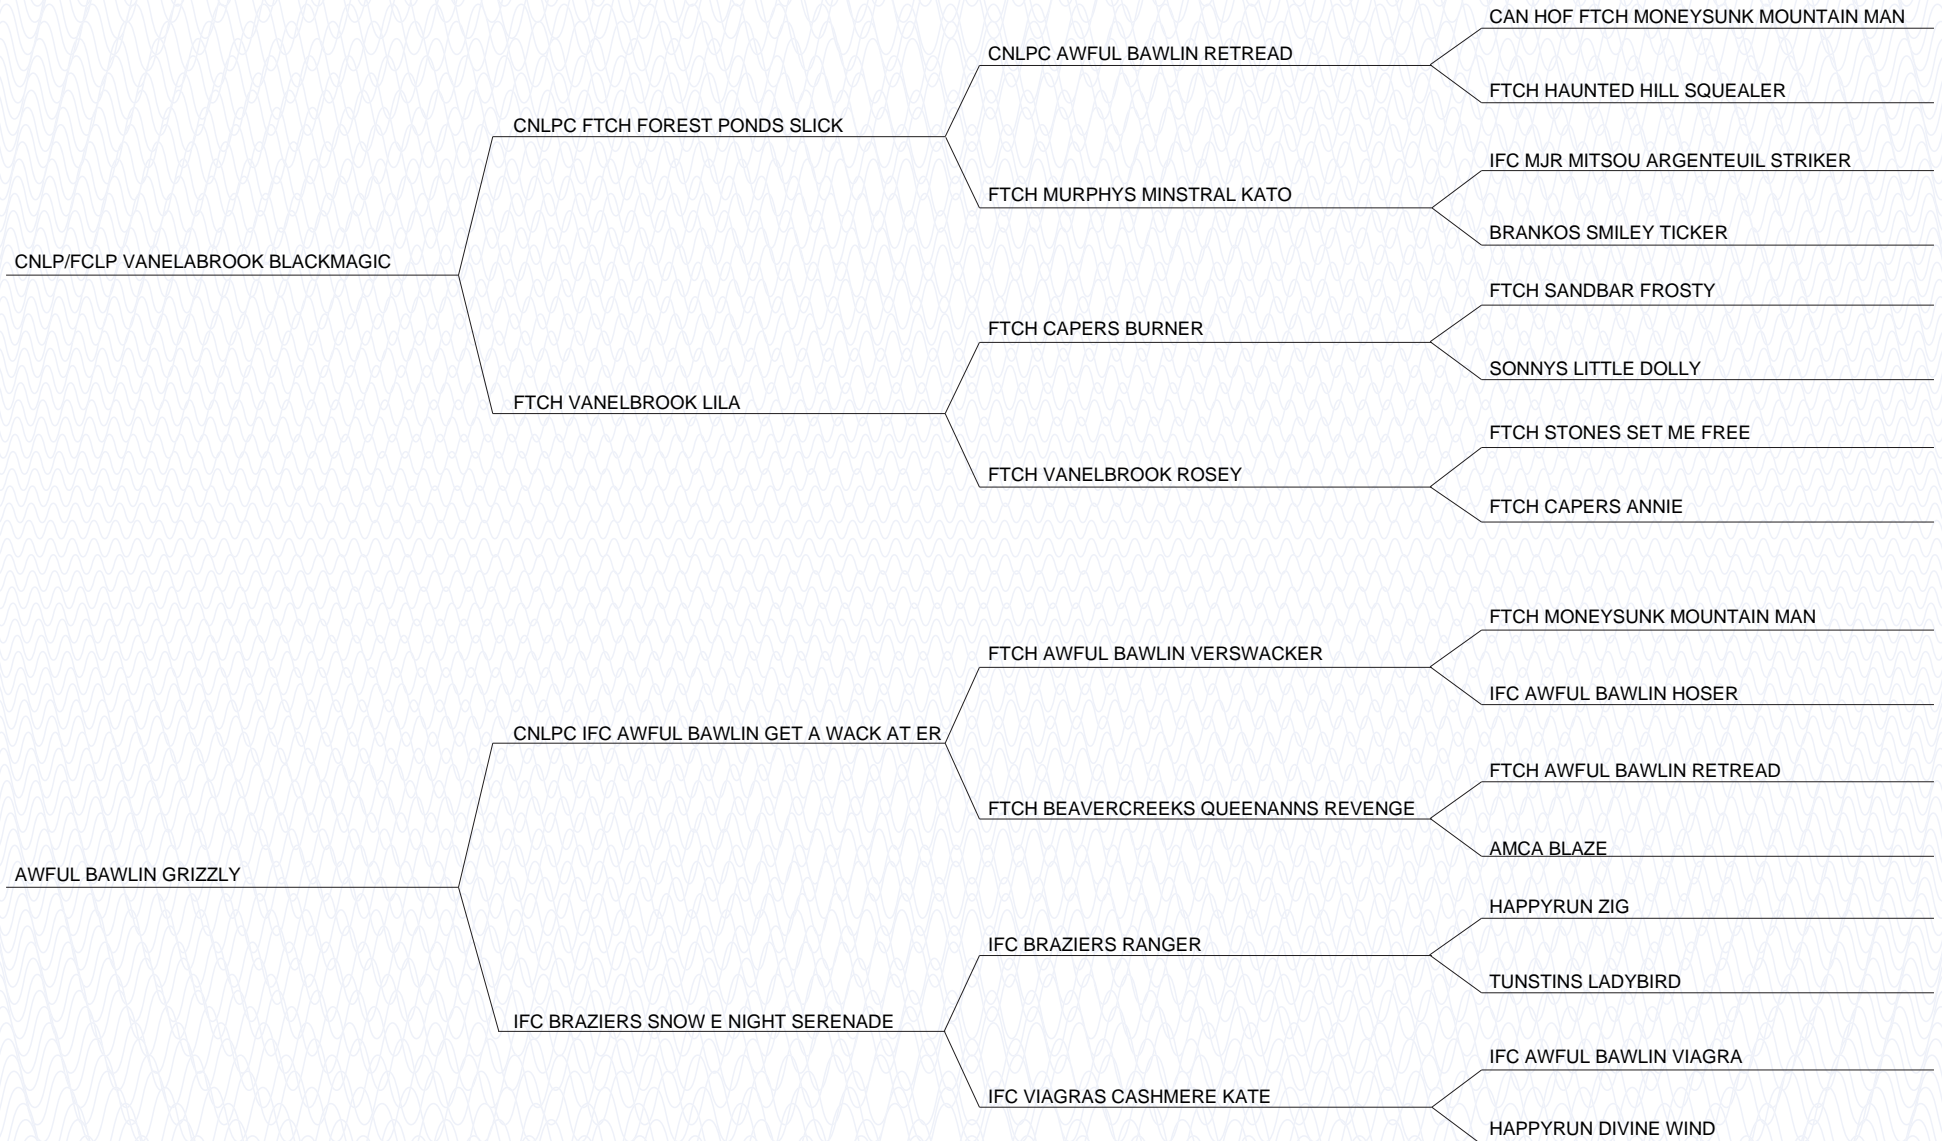 CAN HOF FTCH MONEYSUNK MOUNTAIN MAN
CNLPC AWFUL BAWLIN RETREAD
FTCH HAUNTED HILL SQUEALER
CNLPC FTCH FOREST PONDS SLICK
IFC MJR MITSOU ARGENTEUIL STRIKER
FTCH MURPHYS MINSTRAL KATO
BRANKOS SMILEY TICKER
CNLP/FCLP VANELABROOK BLACKMAGIC
FTCH SANDBAR FROSTY
FTCH CAPERS BURNER
SONNYS LITTLE DOLLY
FTCH VANELBROOK LILA
FTCH STONES SET ME FREE
FTCH VANELBROOK ROSEY
FTCH CAPERS ANNIE
FTCH MONEYSUNK MOUNTAIN MAN
FTCH AWFUL BAWLIN VERSWACKER
IFC AWFUL BAWLIN HOSER
CNLPC IFC AWFUL BAWLIN GET A WACK AT ER
FTCH AWFUL BAWLIN RETREAD
FTCH BEAVERCREEKS QUEENANNS REVENGE
AMCA BLAZE
AWFUL BAWLIN GRIZZLY
HAPPYRUN ZIG
IFC BRAZIERS RANGER
TUNSTINS LADYBIRD
IFC BRAZIERS SNOW E NIGHT SERENADE
IFC AWFUL BAWLIN VIAGRA
IFC VIAGRAS CASHMERE KATE
HAPPYRUN DIVINE WIND